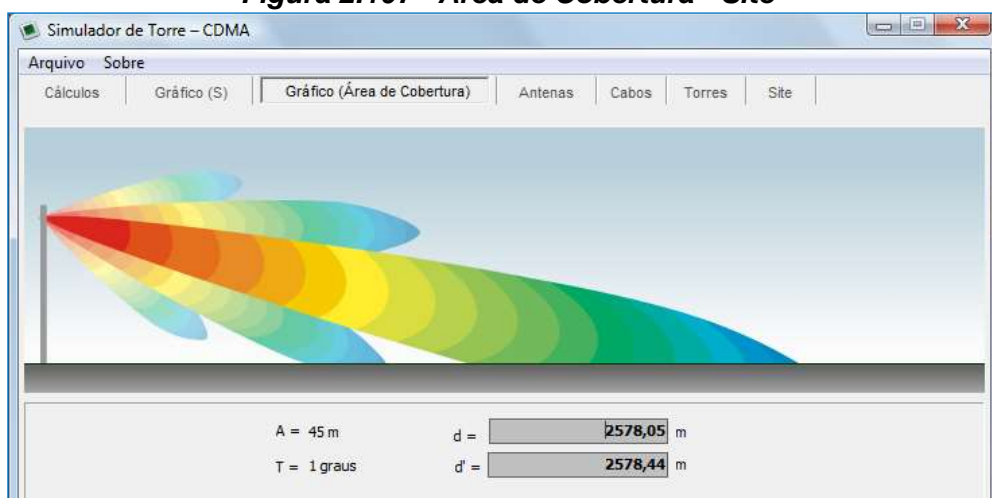 Figura 2.167 - Área de Cobertura - Site
Simulador de Torre – CDMA
Arquivo Sobre
Cálculos Gráfico (S) Gráfico (Área de Cobertura) Antenas Cabos Torres Site
A = 45 m d = 2578,05 m
T = 1 graus d' = 2578,44 m